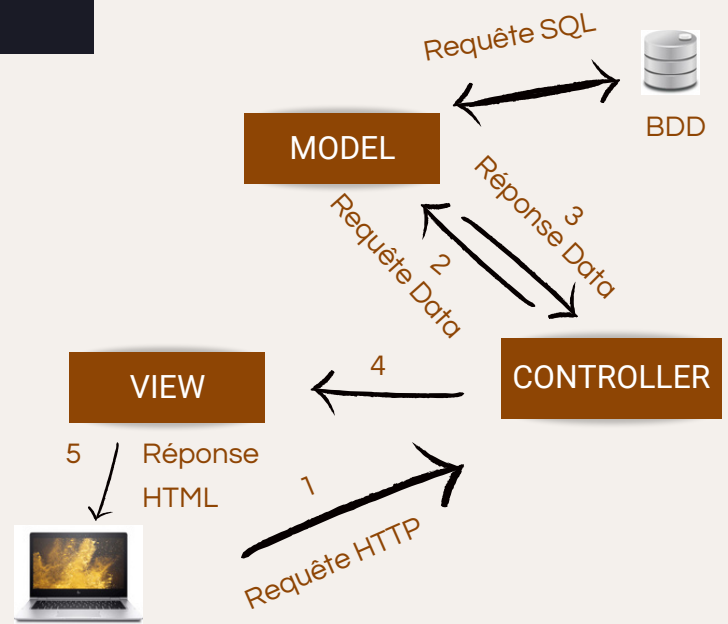 Requête SQL
BDD
MODEL
3
Réponse Data
2
Requête Data
CONTROLLER
4
VIEW
5
Réponse
HTML
1
Requête HTTP